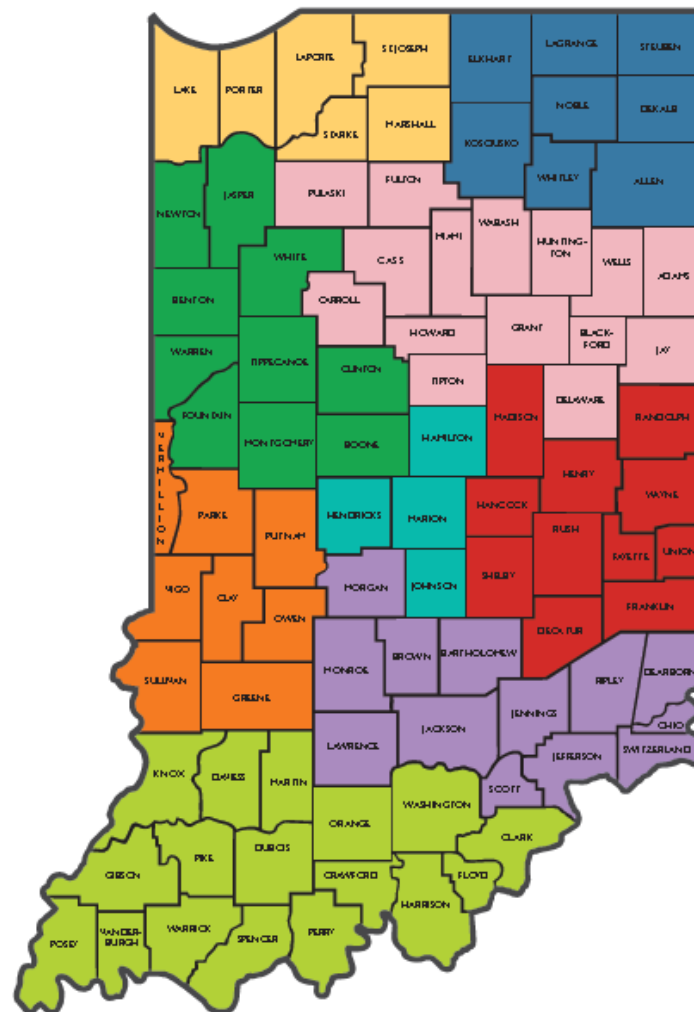 LAKE
PORTER
LAPORTE
ST JOSEPH
ELKHART
LAGRANGE
STEUBEN
NOBLE
DEKALB
STARKE
MARSHALL
KOSCIUSKO
WHITLEY
ALLEN
NEWTON
JASPER
PULASKI
FULTON
WABASH
MIAMI
HUNTING-
TON
WELLS
ADAMS
WHITE
CASS
CARROLL
BENTON
HOWARD
GRANT
BLACK-
FORD
JAY
WARREN
TIPPECANOE
CLINTON
TIPTON
DELAWARE
MADISON
RANDOLPH
FOUNTAIN
MONTGOMERY
BOONE
HAMILTON
HENRY
VERMILLION
PARKE
PUTNAM
HENDRICKS
MARION
HANCOCK
WAYNE
RUSH
FAYETTE
UNION
VIGO
CLAY
OWEN
MORGAN
JOHNSON
SHELBY
FRANKLIN
DECATUR
SULLIVAN
GREENE
MONROE
BROWN
BARTHOLOMEW
RIPLEY
DEARBORN
JENNINGS
OHIO
LAWRENCE
JACKSON
JEFFERSON
SWITZERLAND
SCOTT
KNOX
DAVIESS
MARTIN
ORANGE
WASHINGTON
CLARK
GIBSON
PIKE
DUBOIS
CRAWFORD
FLOYD
HARRISON
POSEY
VANDER-
BURGH
WARRICK
SPENCER
PERRY